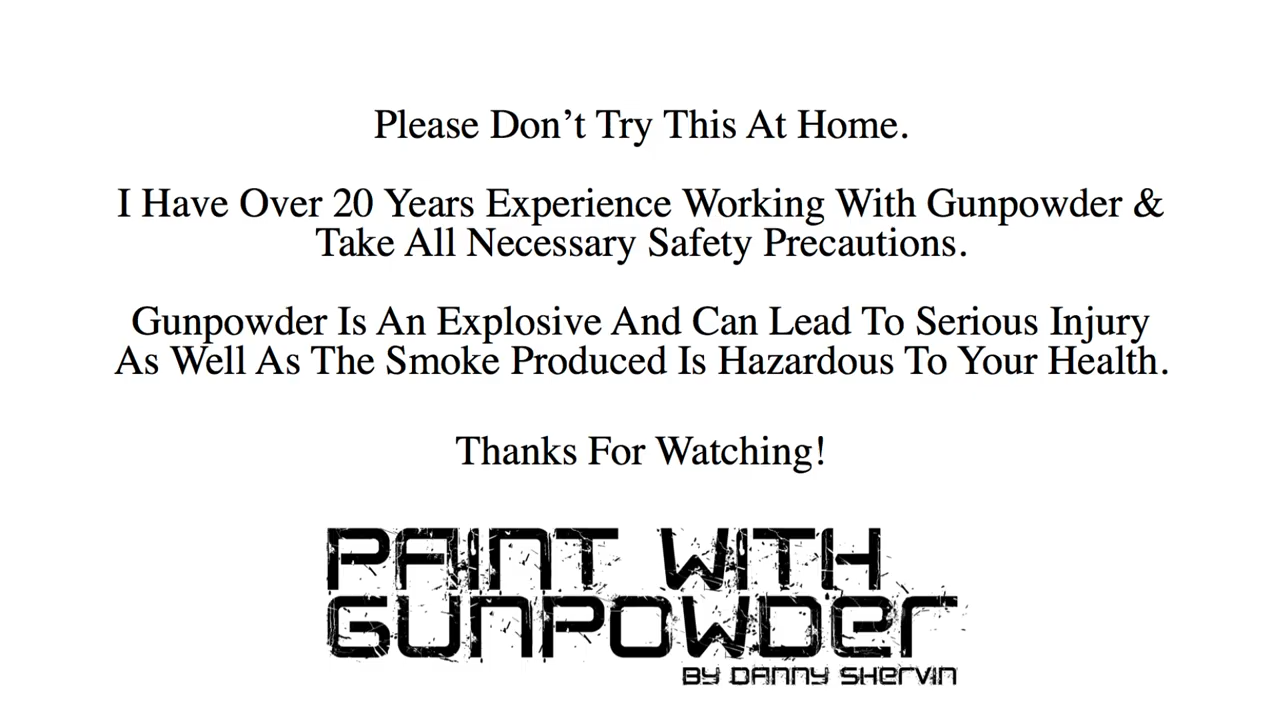 Please Don’t Try This At Home.
I Have Over 20 Years Experience Working With Gunpowder &
Take All Necessary Safety Precautions.
Gunpowder Is An Explosive And Can Lead To Serious Injury
As Well As The Smoke Produced Is Hazardous To Your Health.
Thanks For Watching!
PAINT WITH
GUNPOWDER
BY DANNY SHERVIN